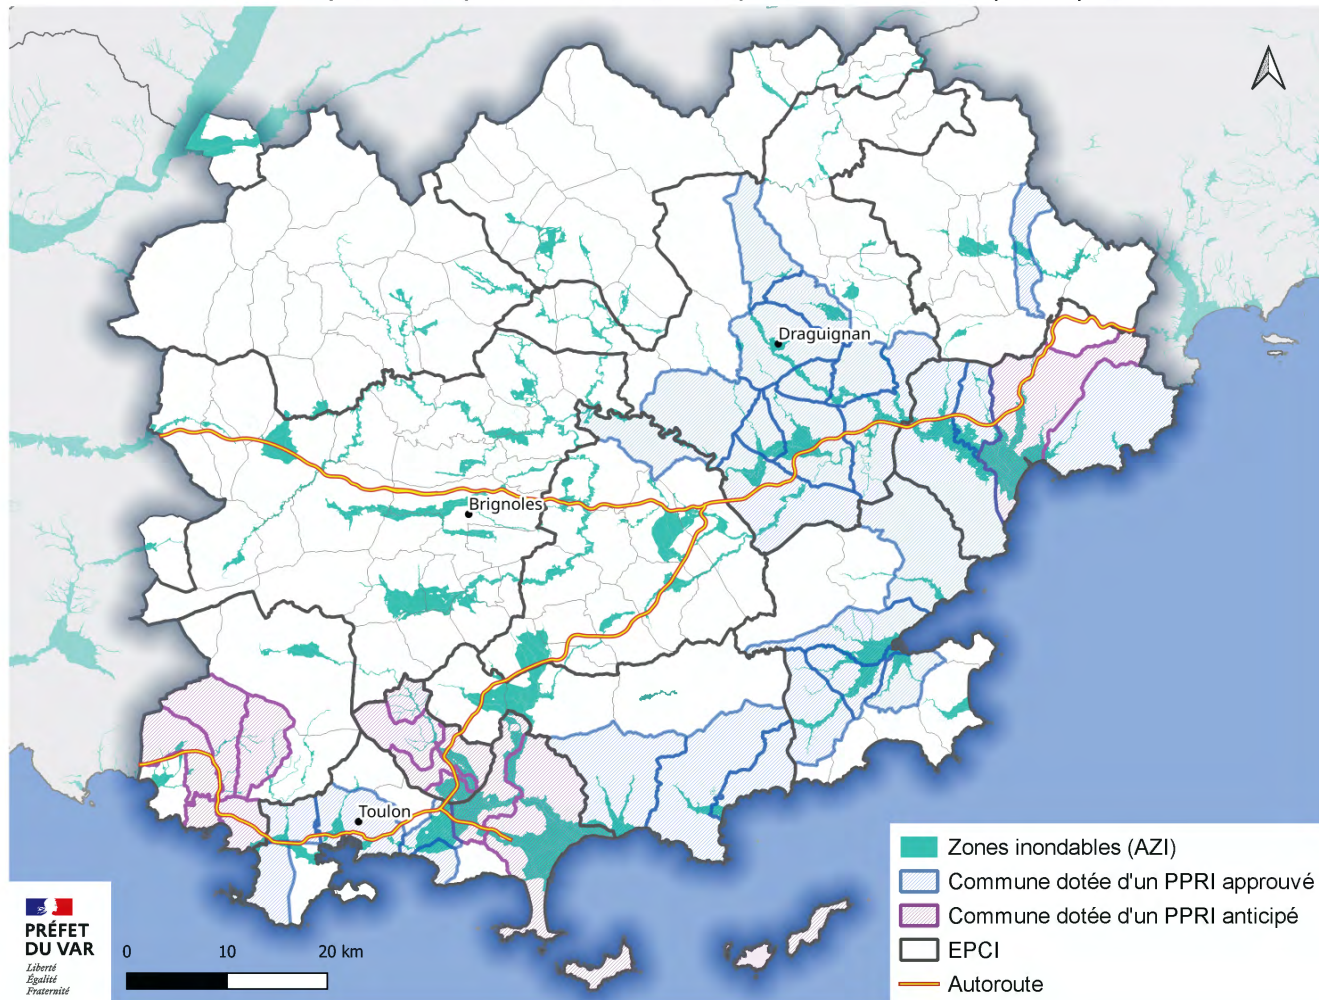 Draguignan
Brignoles
Toulon
Zones inondables (AZI)
Commune dotée d'un PPRI approuvé
Commune dotée d'un PPRI anticipé
EPCI
Autoroute
PRÉFET
DU VAR
Liberté
Égalité
Fraternité
0 10 20 km